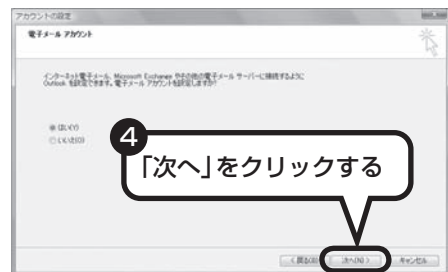 アカウントの設定
電子メール アカウント
インターネット電子メール、Microsoft Exchange やその他の電子メール サーバーに接続するように
Outlook を設定できます。電子メール アカウントを設定しますか?
はい(Y)
いいえ(O)
4
「次へ」をクリックする
< 戻る(B)
次へ(N) >
キャンセル